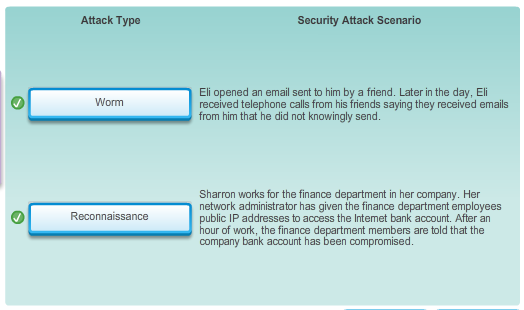 Attack Type
Security Attack Scenario
Worm
Eli opened an email sent to him by a friend. Later in the day, Eli
received telephone calls from his friends saying they received emails
from him that he did not knowingly send.
Reconnaissance
Sharron works for the finance department in her company. Her
network administrator has given the finance department employees
public IP addresses to access the Internet bank account. After an
hour of work, the finance department members are told that the
company bank account has been compromised.